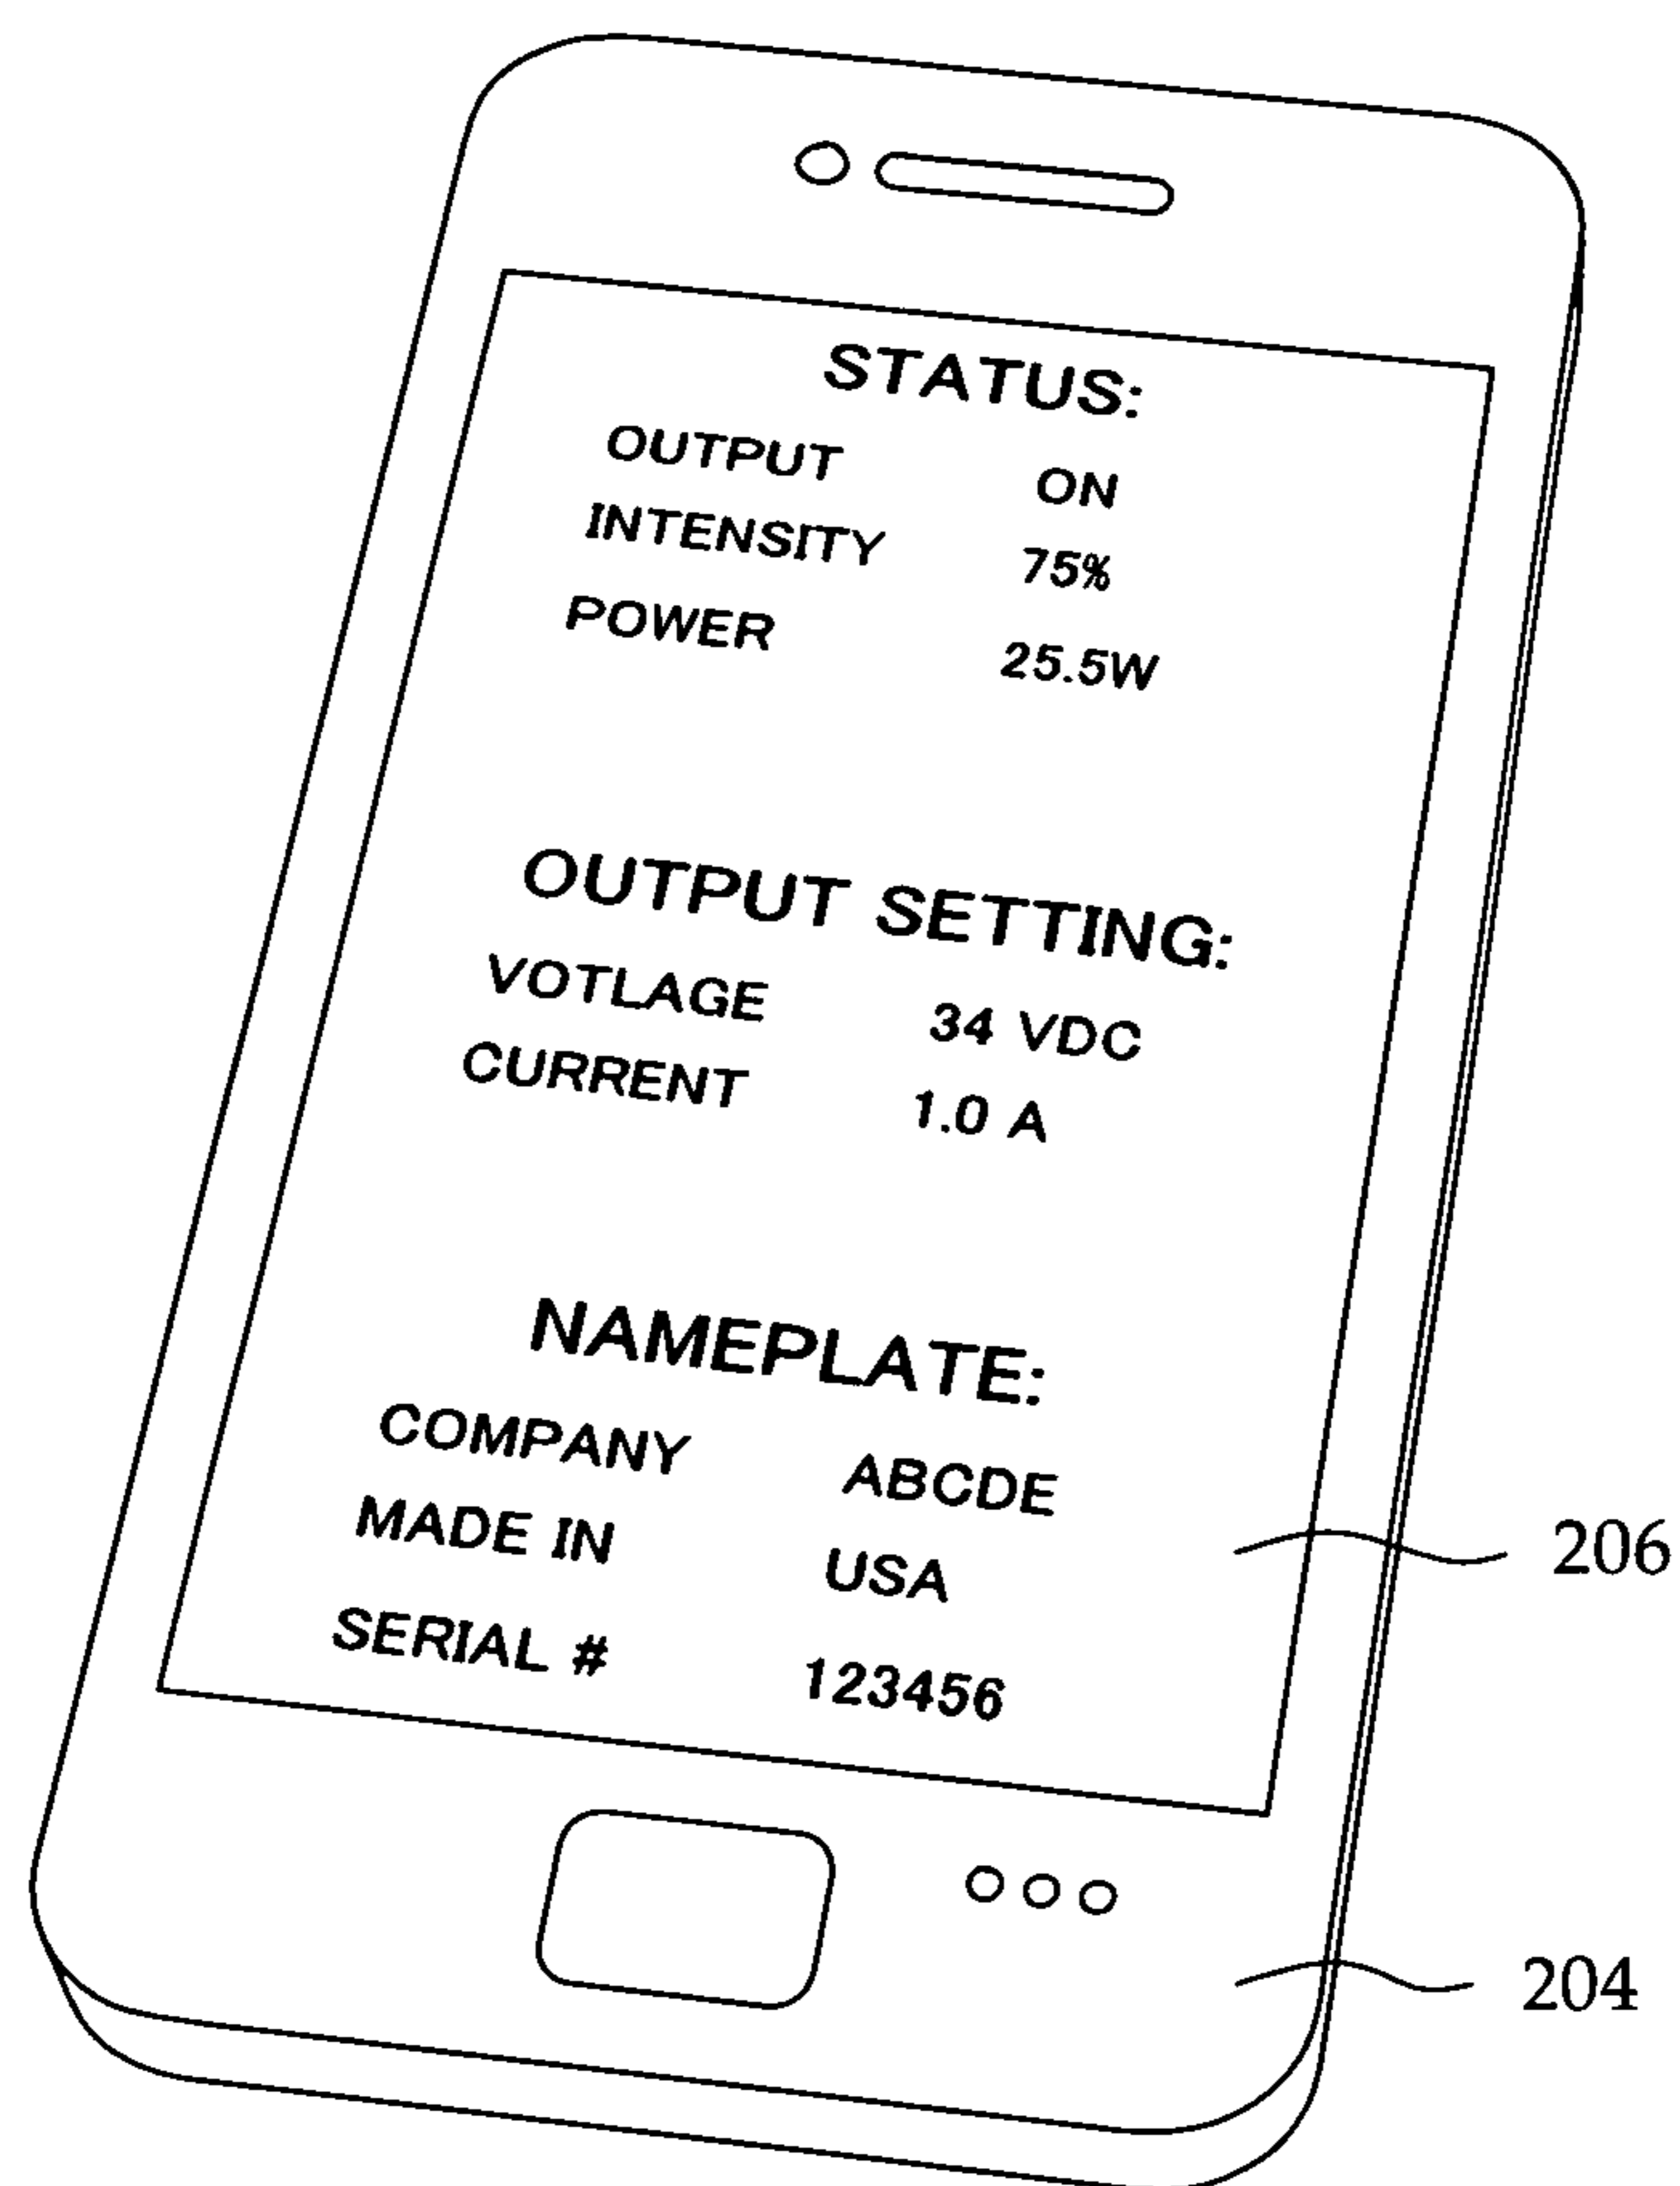 STATUS:
OUTPUT ON
INTENSITY 75%
POWER 25.5W
OUTPUT SETTING:
VOTLAGE 34 VDC
CURRENT 1.0 A
NAMEPLATE:
COMPANY ABCDE
MADE IN USA
SERIAL # 123456
206
204